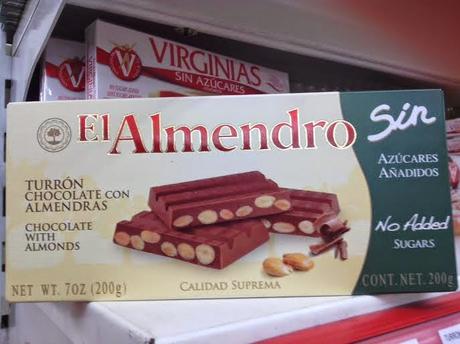 VIRGINIAS
SIN AZÚCARES
El Almendro
TURRÓN
CHOCOLATE CON
ALMENDRAS
CHOCOLATE
WITH
ALMONDS
NET WT. 7OZ (200g)
CALIDAD SUPREMA
Sin
AZÚCARES
AÑADIDOS
No Added
SUGARS
CONT. NET. 200g